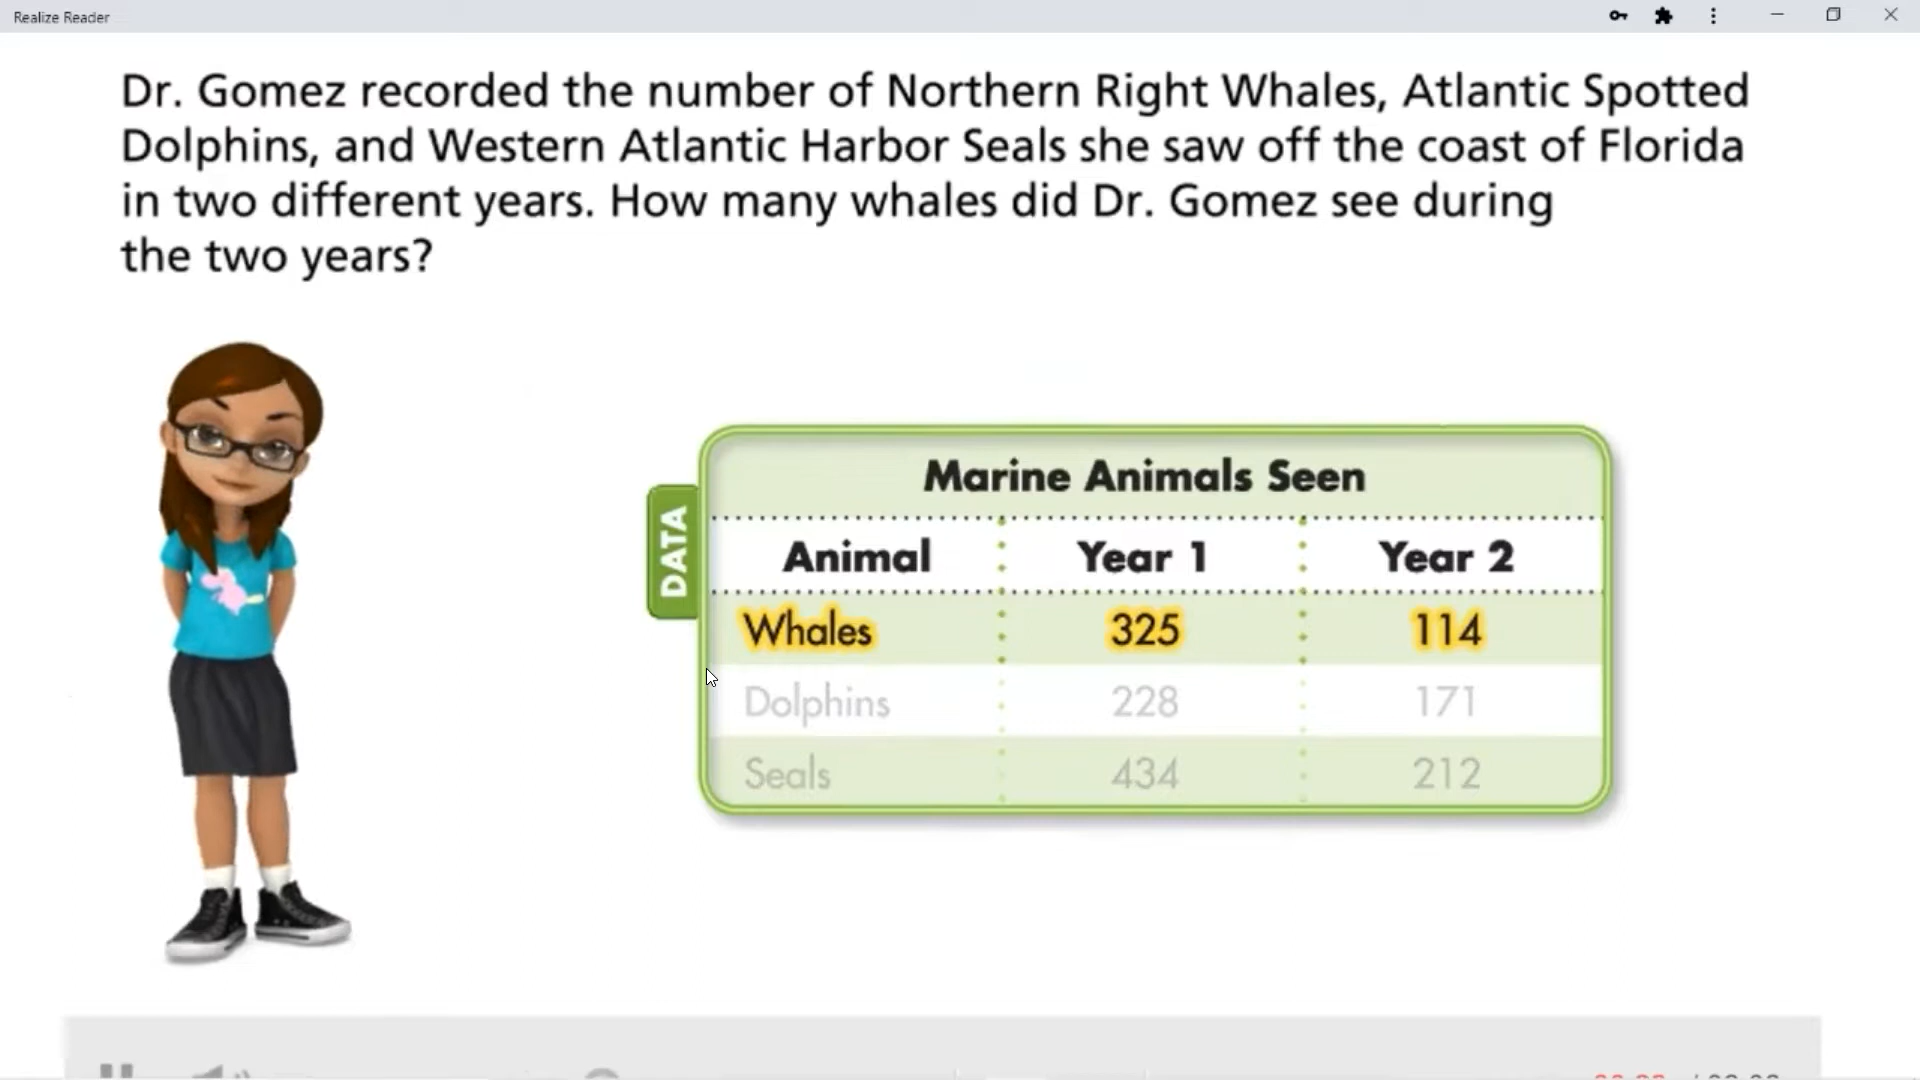 Realize Reader
Dr. Gomez recorded the number of Northern Right Whales, Atlantic Spotted
Dolphins, and Western Atlantic Harbor Seals she saw off the coast of Florida
in two different years. How many whales did Dr. Gomez see during
the two years?
DATA
Marine Animals Seen
Animal Year 1 Year 2
Whales 325 114
Dolphins 228 171
Seals 434 212